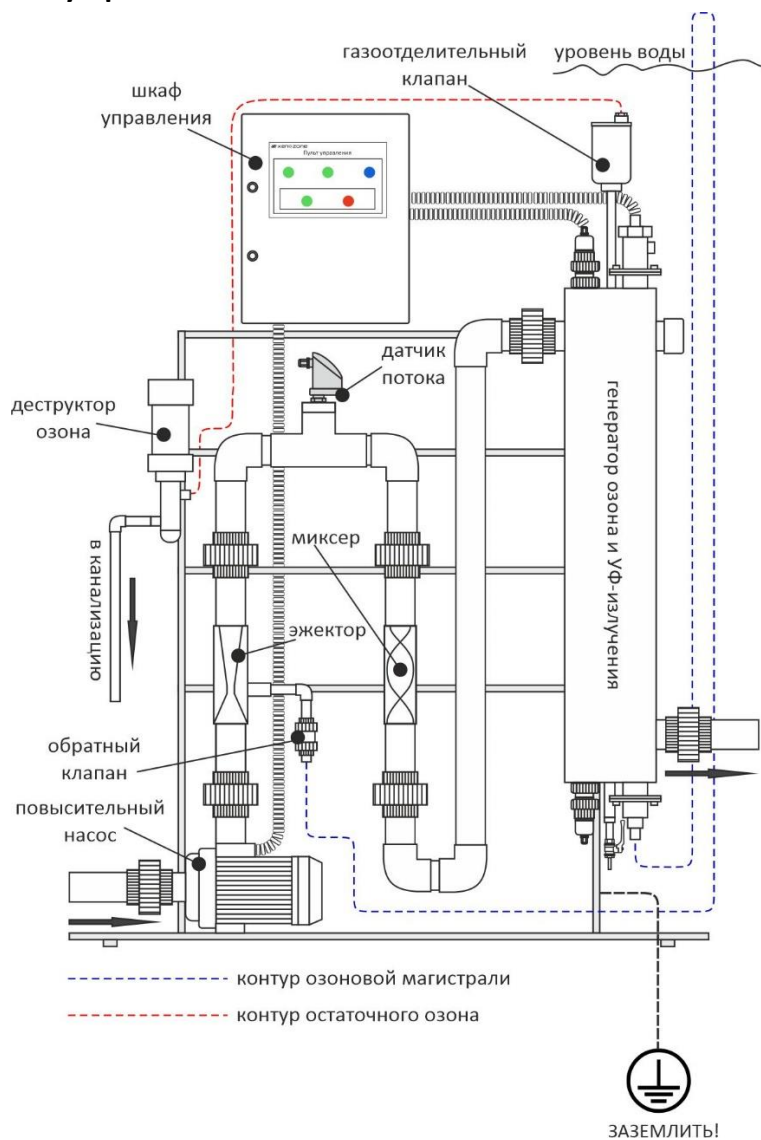 газоотделительный
клапан
уровень воды
шкаф
управления
Пульт управления
датчик
потока
деструктор
озона
генератор озона и УФ-излучения
миксер
в канализацию
эжектор
обратный
клапан
повысительный
насос
контур озоновой магистрали
контур остаточного озона
ЗАЗЕМЛИТЬ!